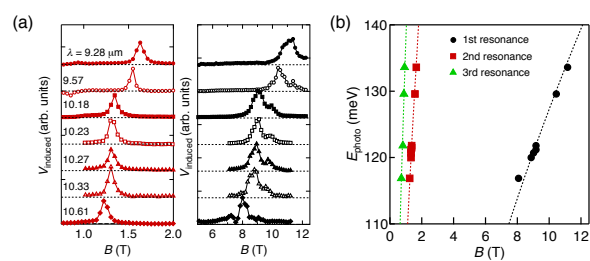 (a)
λ = 9.28 μm
9.57
10.18
10.23
10.27
10.33
10.61
V_induced (arb. units)
1.0 1.5 2.0
B (T)
V_induced (arb. units)
6 8 10 12
B (T)
(b)
1st resonance
2nd resonance
3rd resonance
E_photo (meV)
140
130
120
110
0 2 4 6 8 10 12
B (T)